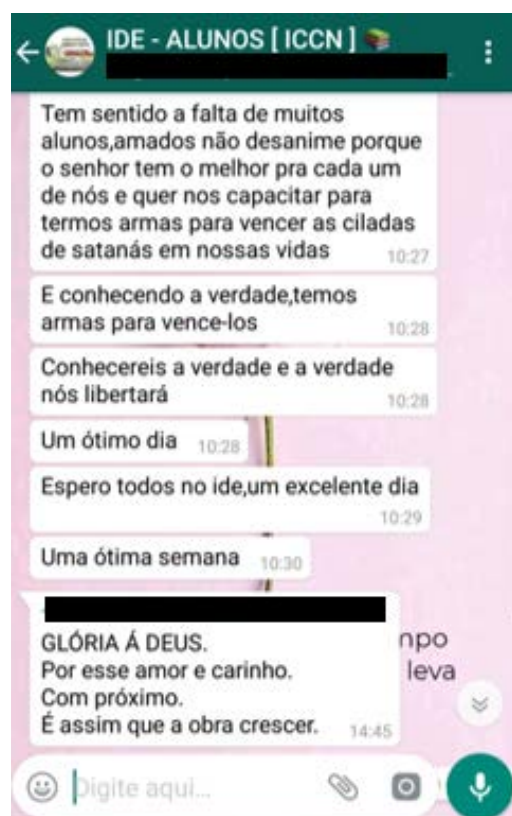 IDE - ALUNOS [ ICCN ]
Tem sentido a falta de muitos
alunos,amados não desanime porque
o senhor tem o melhor pra cada um
de nós e quer nos capacitar para
termos armas para vencer as ciladas
de satanás em nossas vidas
10:27
E conhecendo a verdade,temos
armas para vence-los
10:28
Conhecereis a verdade e a verdade
nós libertará
10:28
Um ótimo dia 10:28
Espero todos no ide,um excelente dia
10:29
Uma ótima semana 10:30
GLÓRIA Á DEUS.
Por esse amor e carinho.
Com próximo.
É assim que a obra crescer. 14:45
mpo
leva
Digite aqui...